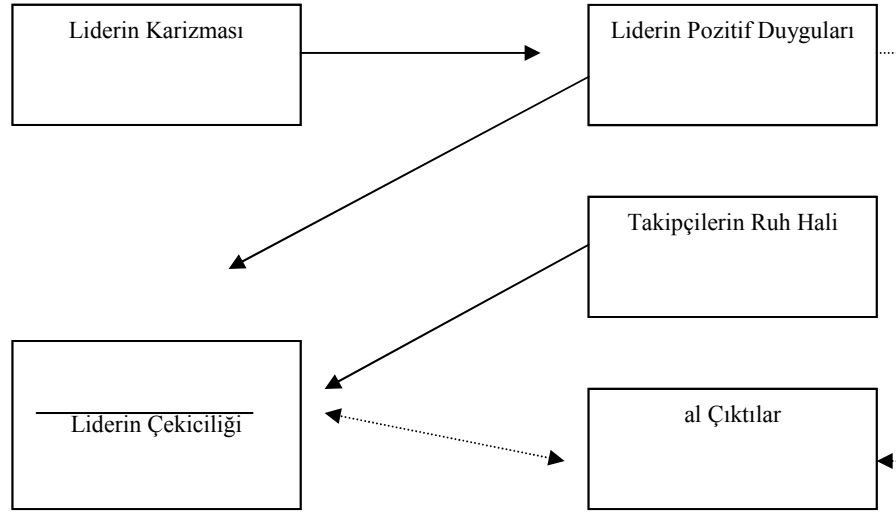 Liderin Karizması
Liderin Pozitif Duyguları
Takipçilerin Ruh Hali
Liderin Çekiciliği
al Çıktılar